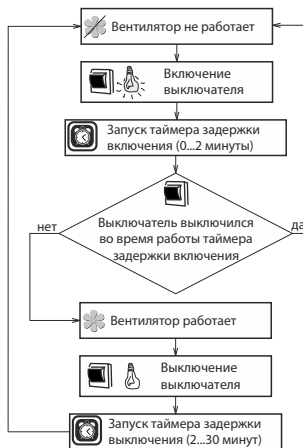 Вентилятор не работает
Включение
выключателя
Запуск таймера задержки
включения (0...2 минуты)
нет
да
Выключатель выключился
во время работы таймера
задержки включения
Вентилятор работает
Выключение
выключателя
Запуск таймера задержки
выключения (2...30 минут)